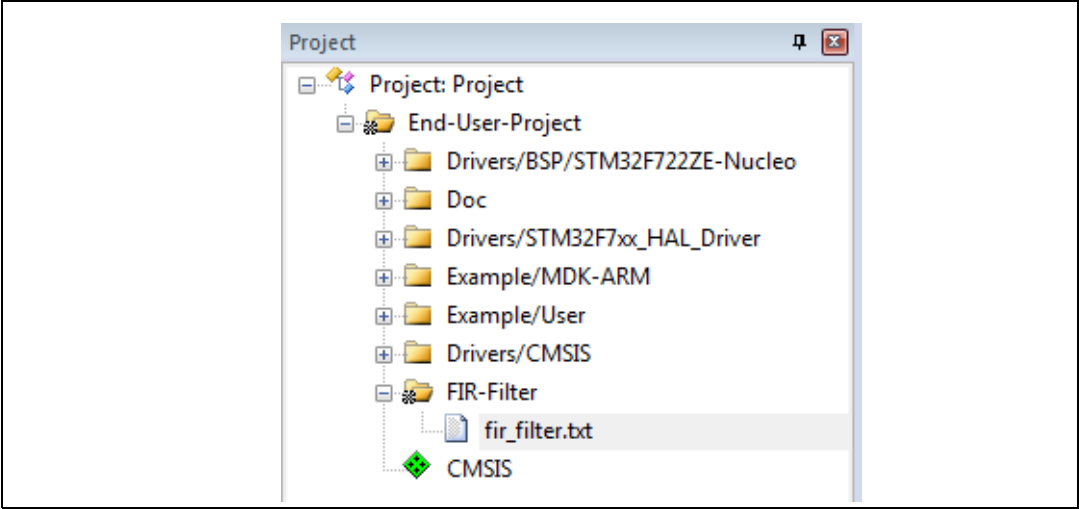 Project
Project: Project
End-User-Project
Drivers/BSP/STM32F722ZE-Nucleo
Doc
Drivers/STM32F7xx_HAL_Driver
Example/MDK-ARM
Example/User
Drivers/CMSIS
FIR-Filter
fir_filter.txt
CMSIS